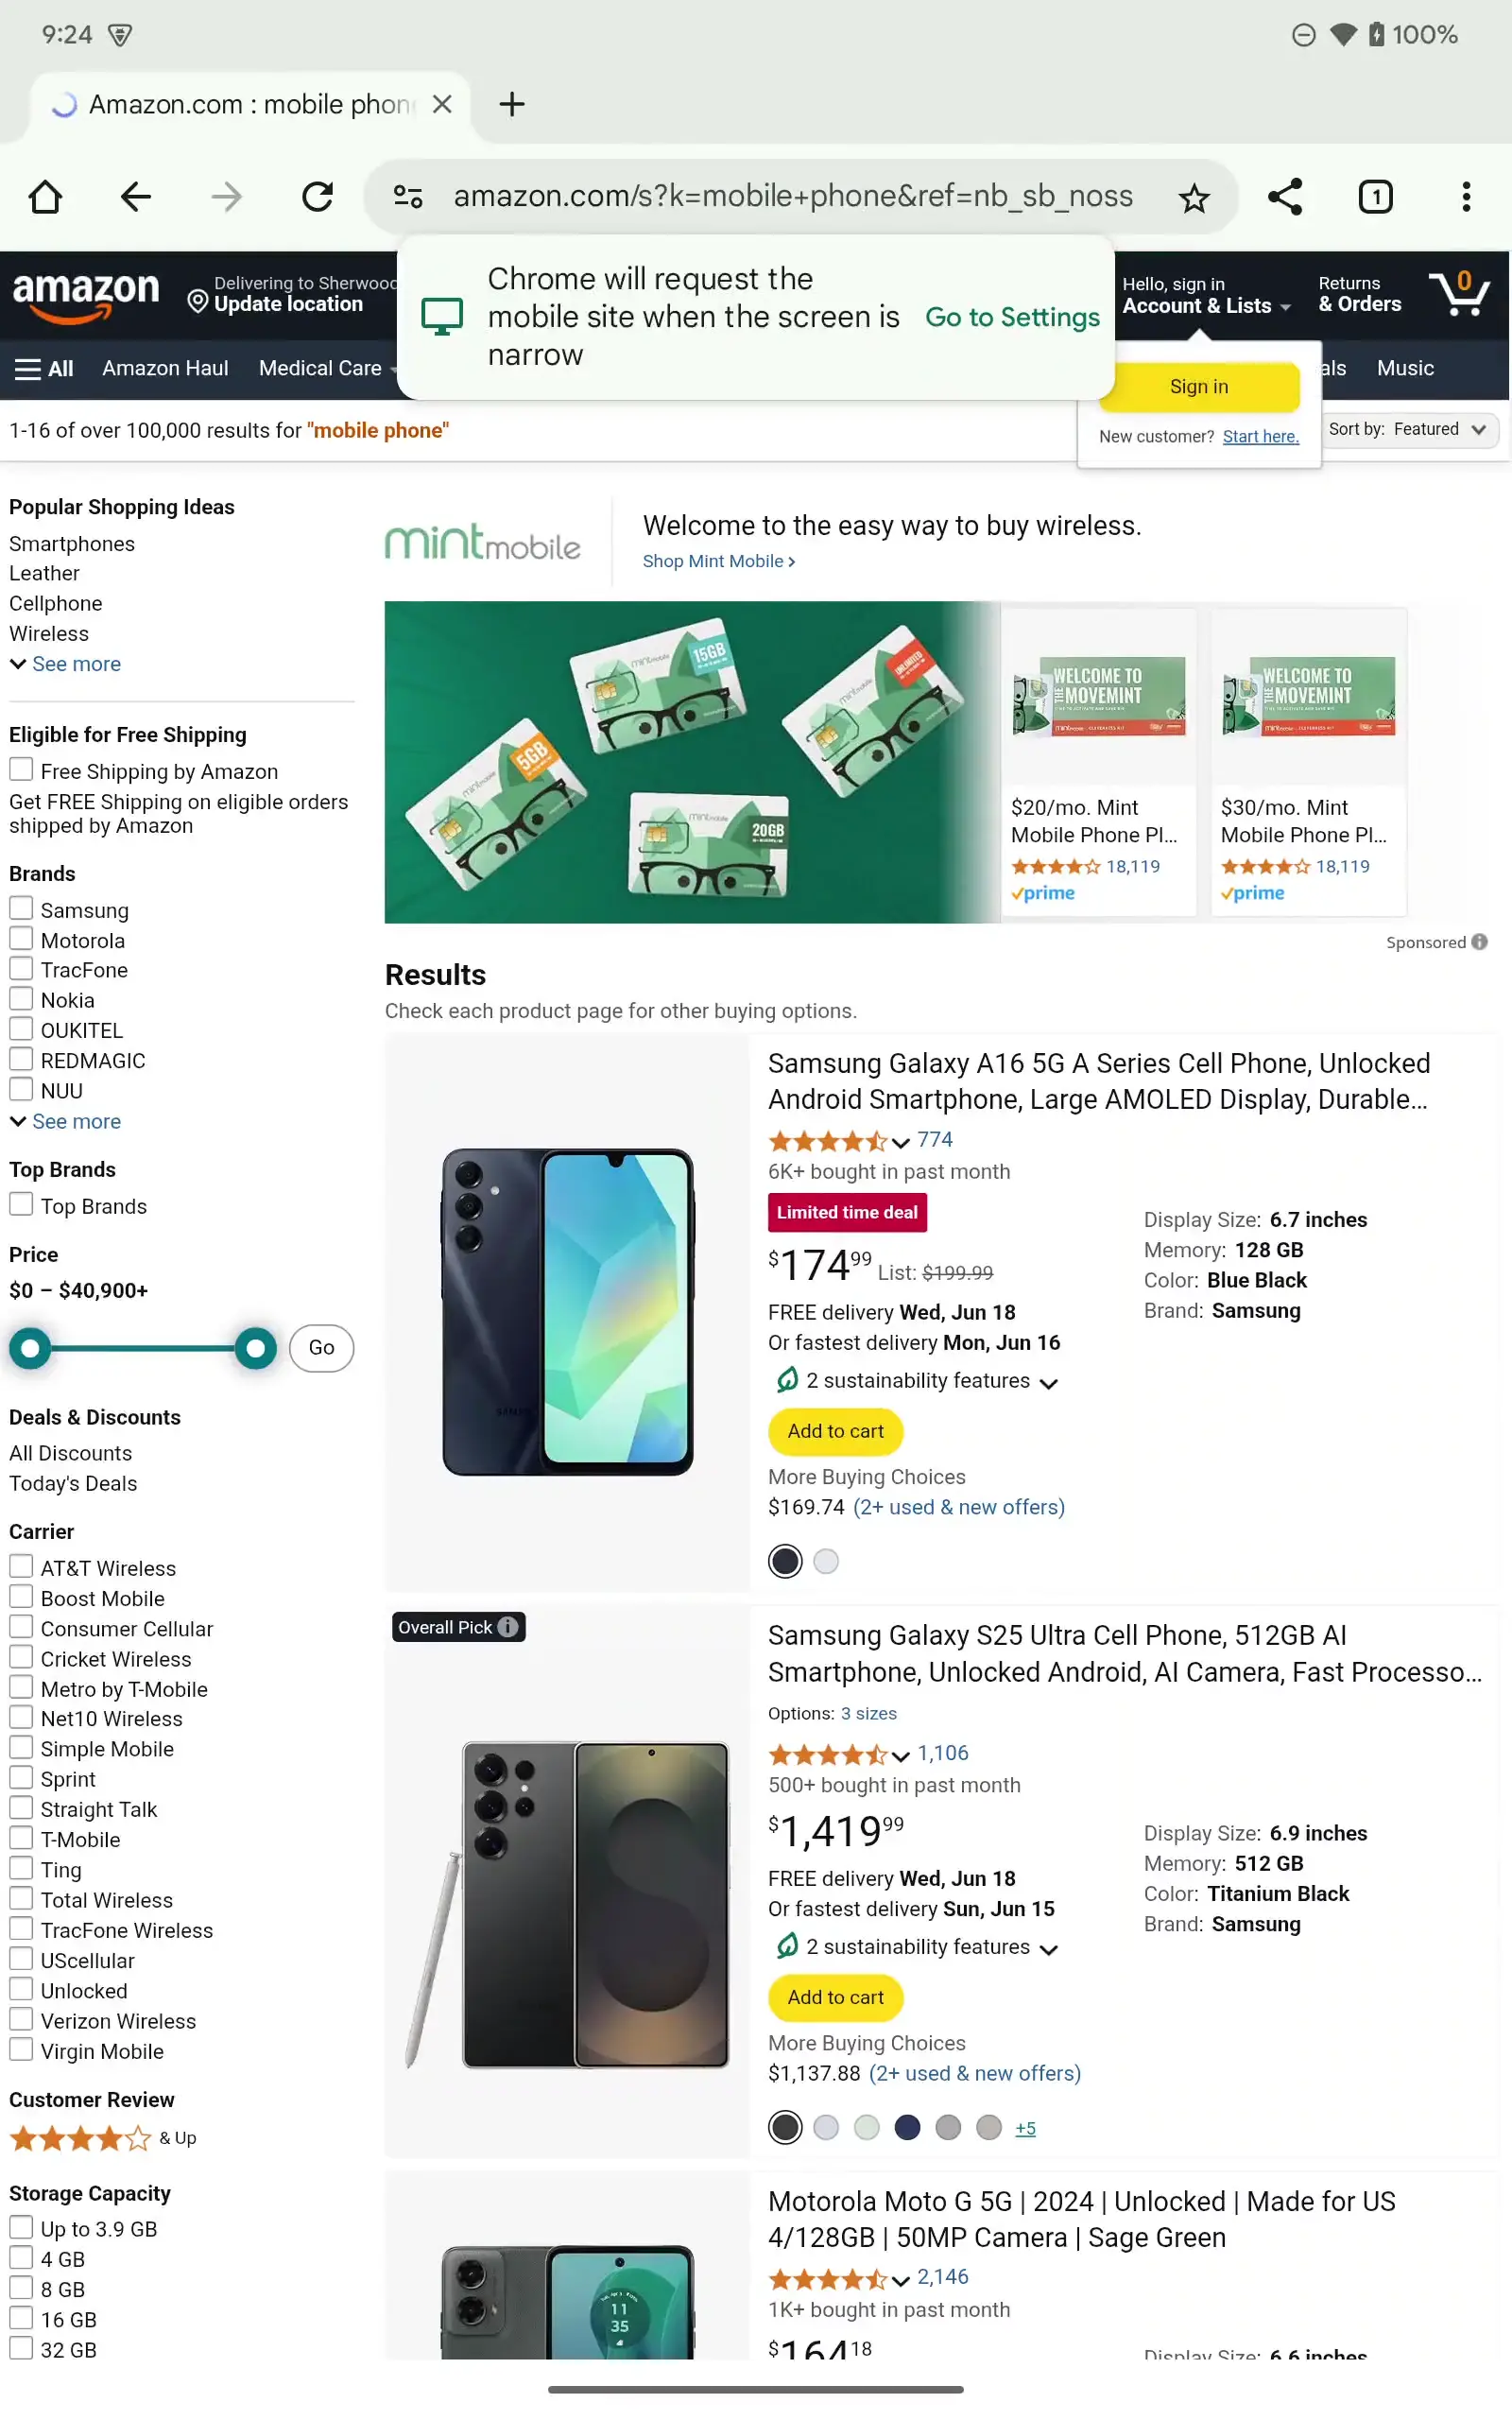 9:24
100%
Amazon.com : mobile phon
amazon.com/s?k=mobile+phone&ref=nb_sb_noss
1
Chrome will request the
mobile site when the screen is
narrow
Go to Settings
amazon
Delivering to Sherwood
Update location
Hello, sign in
Account & Lists
Returns
& Orders
0
All
Amazon Haul
Medical Care
als
Music
Sign in
New customer? Start here.
1-16 of over 100,000 results for "mobile phone"
Sort by: Featured
Popular Shopping Ideas
Smartphones
Leather
Cellphone
Wireless
See more
Eligible for Free Shipping
Free Shipping by Amazon
Get FREE Shipping on eligible orders
shipped by Amazon
Brands
Samsung
Motorola
TracFone
Nokia
OUKITEL
REDMAGIC
NUU
See more
Top Brands
Top Brands
Price
$0 – $40,900+
Go
Deals & Discounts
All Discounts
Today's Deals
Carrier
AT&T Wireless
Boost Mobile
Consumer Cellular
Cricket Wireless
Metro by T-Mobile
Net10 Wireless
Simple Mobile
Sprint
Straight Talk
T-Mobile
Ting
Total Wireless
TracFone Wireless
UScellular
Unlocked
Verizon Wireless
Virgin Mobile
Customer Review
& Up
Storage Capacity
Up to 3.9 GB
4 GB
8 GB
16 GB
32 GB
mintmobile
Welcome to the easy way to buy wireless.
Shop Mint Mobile
15GB
mintmobile
UNLIMITED
mintmobile
5GB
mintmobile
20GB
mintmobile
WELCOME TO
THE MOVEMINT
$20/mo. Mint
Mobile Phone Pl...
18,119
prime
WELCOME TO
THE MOVEMINT
$30/mo. Mint
Mobile Phone Pl...
18,119
prime
Sponsored
Results
Check each product page for other buying options.
Samsung Galaxy A16 5G A Series Cell Phone, Unlocked
Android Smartphone, Large AMOLED Display, Durable...
774
6K+ bought in past month
Limited time deal
$174.99 List: $199.99
FREE delivery Wed, Jun 18
Or fastest delivery Mon, Jun 16
2 sustainability features
Add to cart
More Buying Choices
$169.74 (2+ used & new offers)
Display Size: 6.7 inches
Memory: 128 GB
Color: Blue Black
Brand: Samsung
Overall Pick
Samsung Galaxy S25 Ultra Cell Phone, 512GB AI
Smartphone, Unlocked Android, AI Camera, Fast Processo...
Options: 3 sizes
1,106
500+ bought in past month
$1,419.99
FREE delivery Wed, Jun 18
Or fastest delivery Sun, Jun 15
2 sustainability features
Add to cart
More Buying Choices
$1,137.88 (2+ used & new offers)
+5
Display Size: 6.9 inches
Memory: 512 GB
Color: Titanium Black
Brand: Samsung
Motorola Moto G 5G | 2024 | Unlocked | Made for US
4/128GB | 50MP Camera | Sage Green
2,146
1K+ bought in past month
$164.18
Display Size: 6.6 inches
11
35